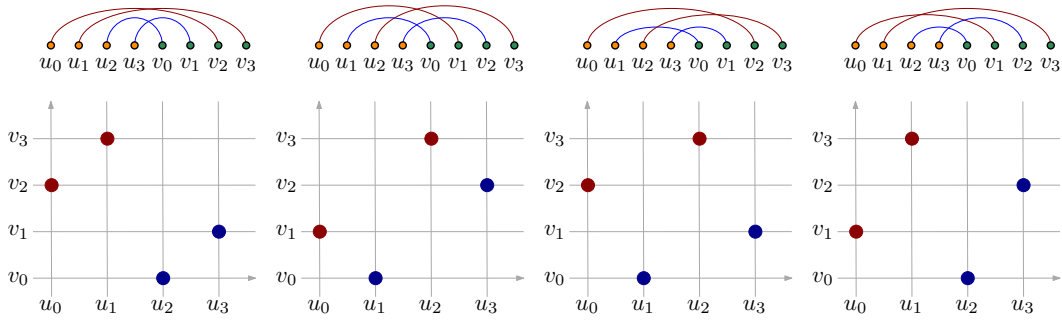 u₀ u₁ u₂ u₃ v₀ v₁ v₂ v₃
v₃
v₂
v₁
v₀
u₀ u₁ u₂ u₃
u₀ u₁ u₂ u₃ v₀ v₁ v₂ v₃
v₃
v₂
v₁
v₀
u₀ u₁ u₂ u₃
u₀ u₁ u₂ u₃ v₀ v₁ v₂ v₃
v₃
v₂
v₁
v₀
u₀ u₁ u₂ u₃
u₀ u₁ u₂ u₃ v₀ v₁ v₂ v₃
v₃
v₂
v₁
v₀
u₀ u₁ u₂ u₃